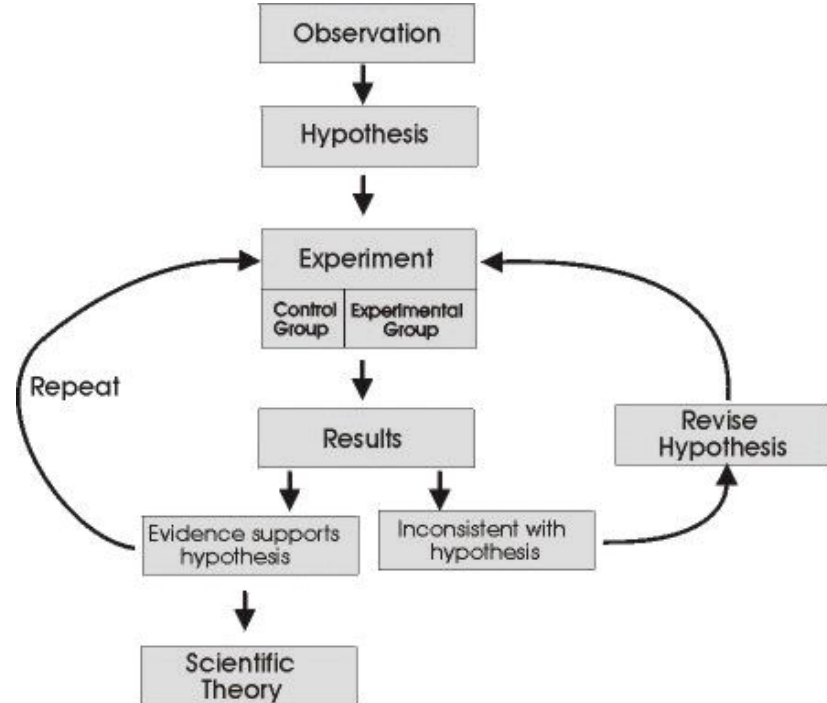 Observation
Hypothesis
Experiment
Control
Group
Experimental
Group
Repeat
Results
Revise
Hypothesis
Evidence supports
hypothesis
Inconsistent with
hypothesis
Scientific
Theory